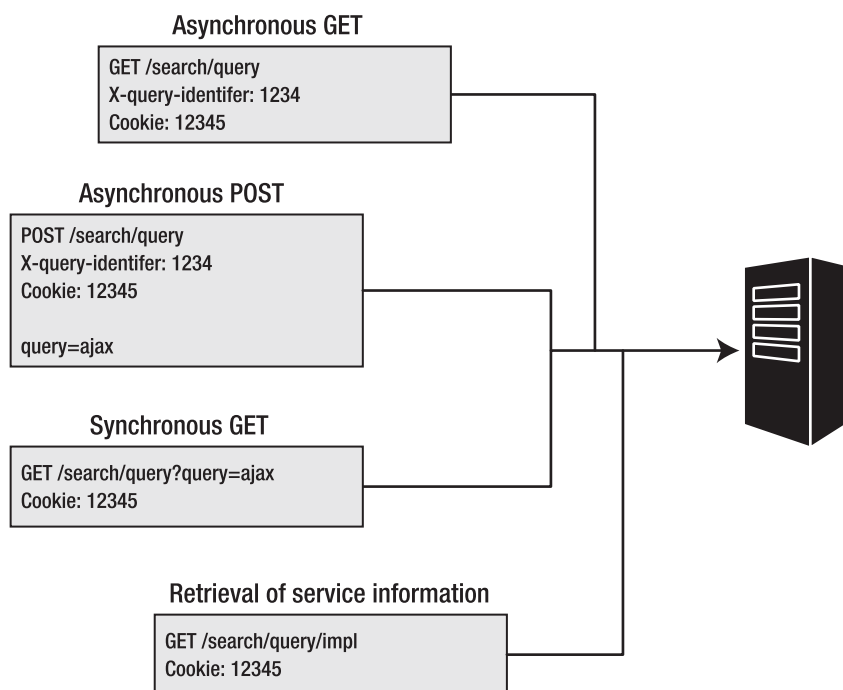 Asynchronous GET
GET /search/query
X-query-identifer: 1234
Cookie: 12345
Asynchronous POST
POST /search/query
X-query-identifer: 1234
Cookie: 12345
query=ajax
Synchronous GET
GET /search/query?query=ajax
Cookie: 12345
Retrieval of service information
GET /search/query/impl
Cookie: 12345